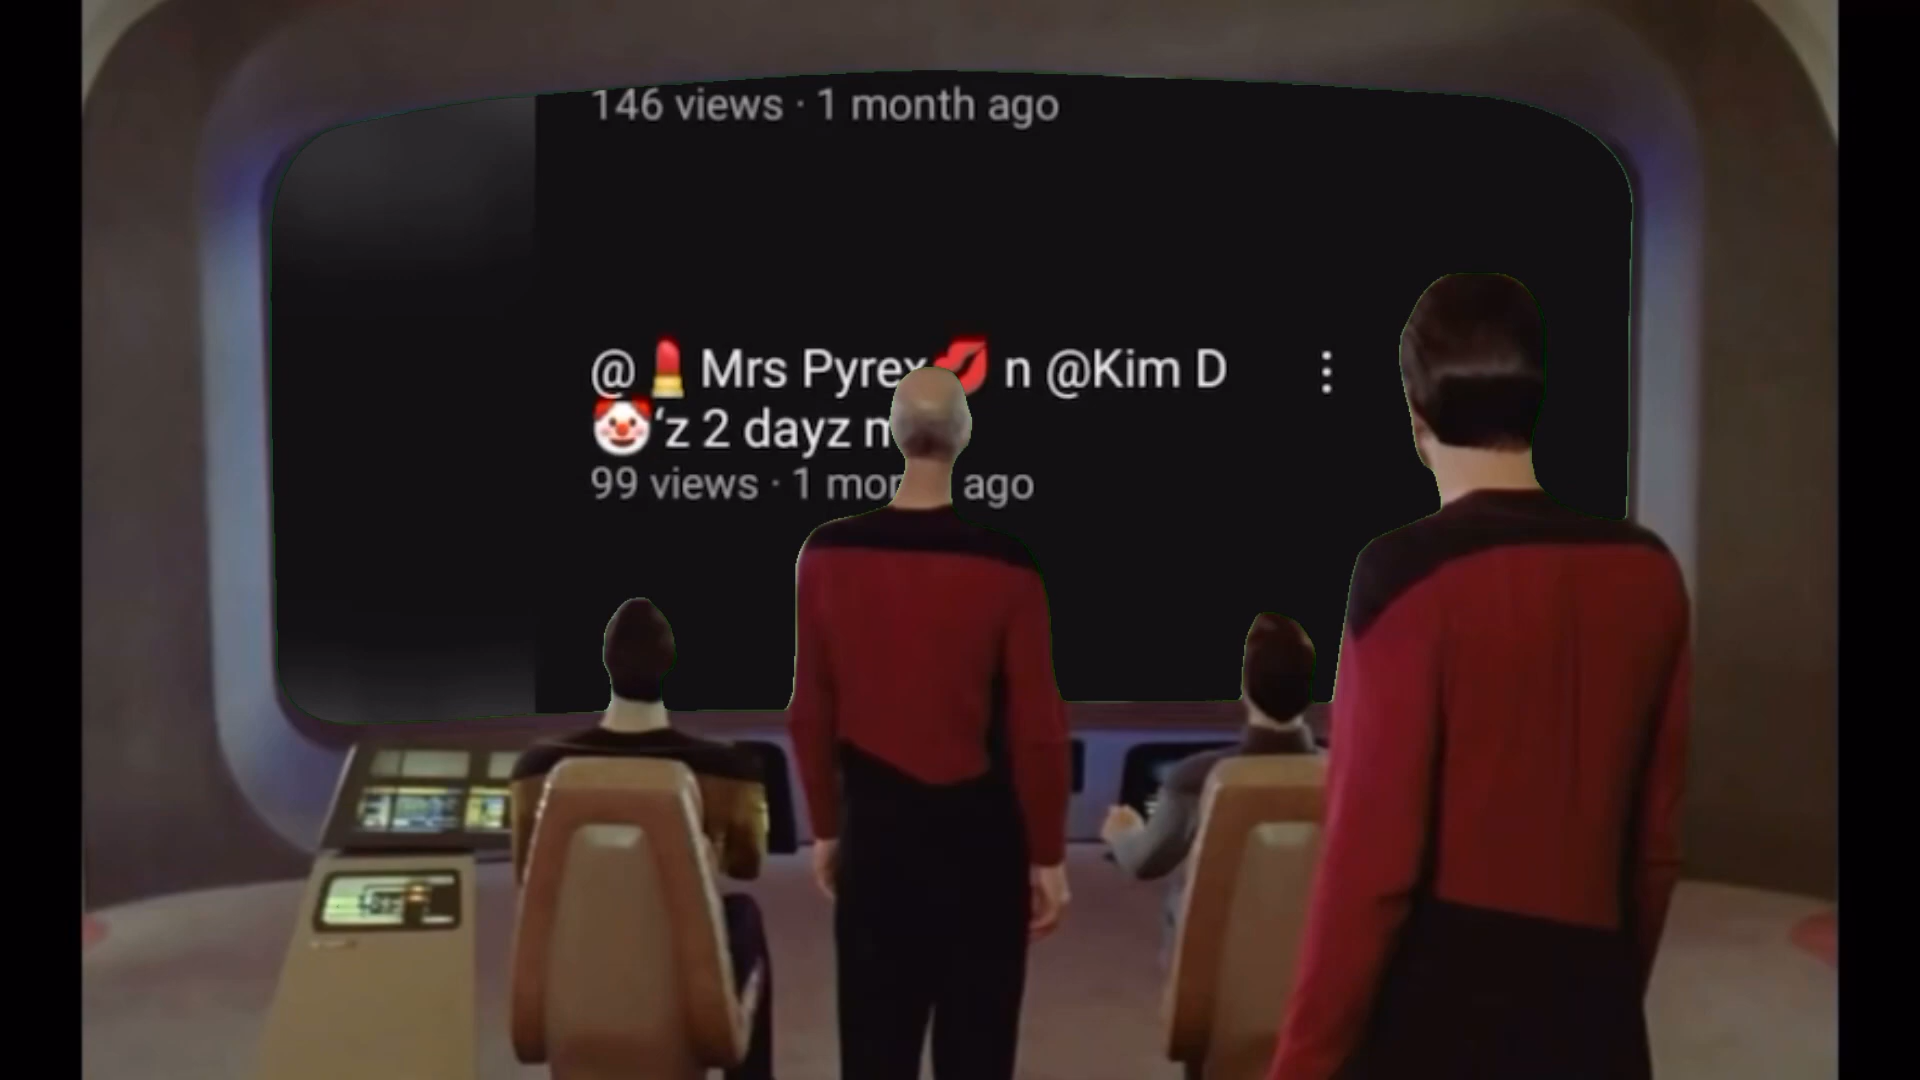 146 views · 1 month ago
@💄Mrs Pyrex💋 n @Kim D
🤡‘z 2 dayz
99 views · 1 ago